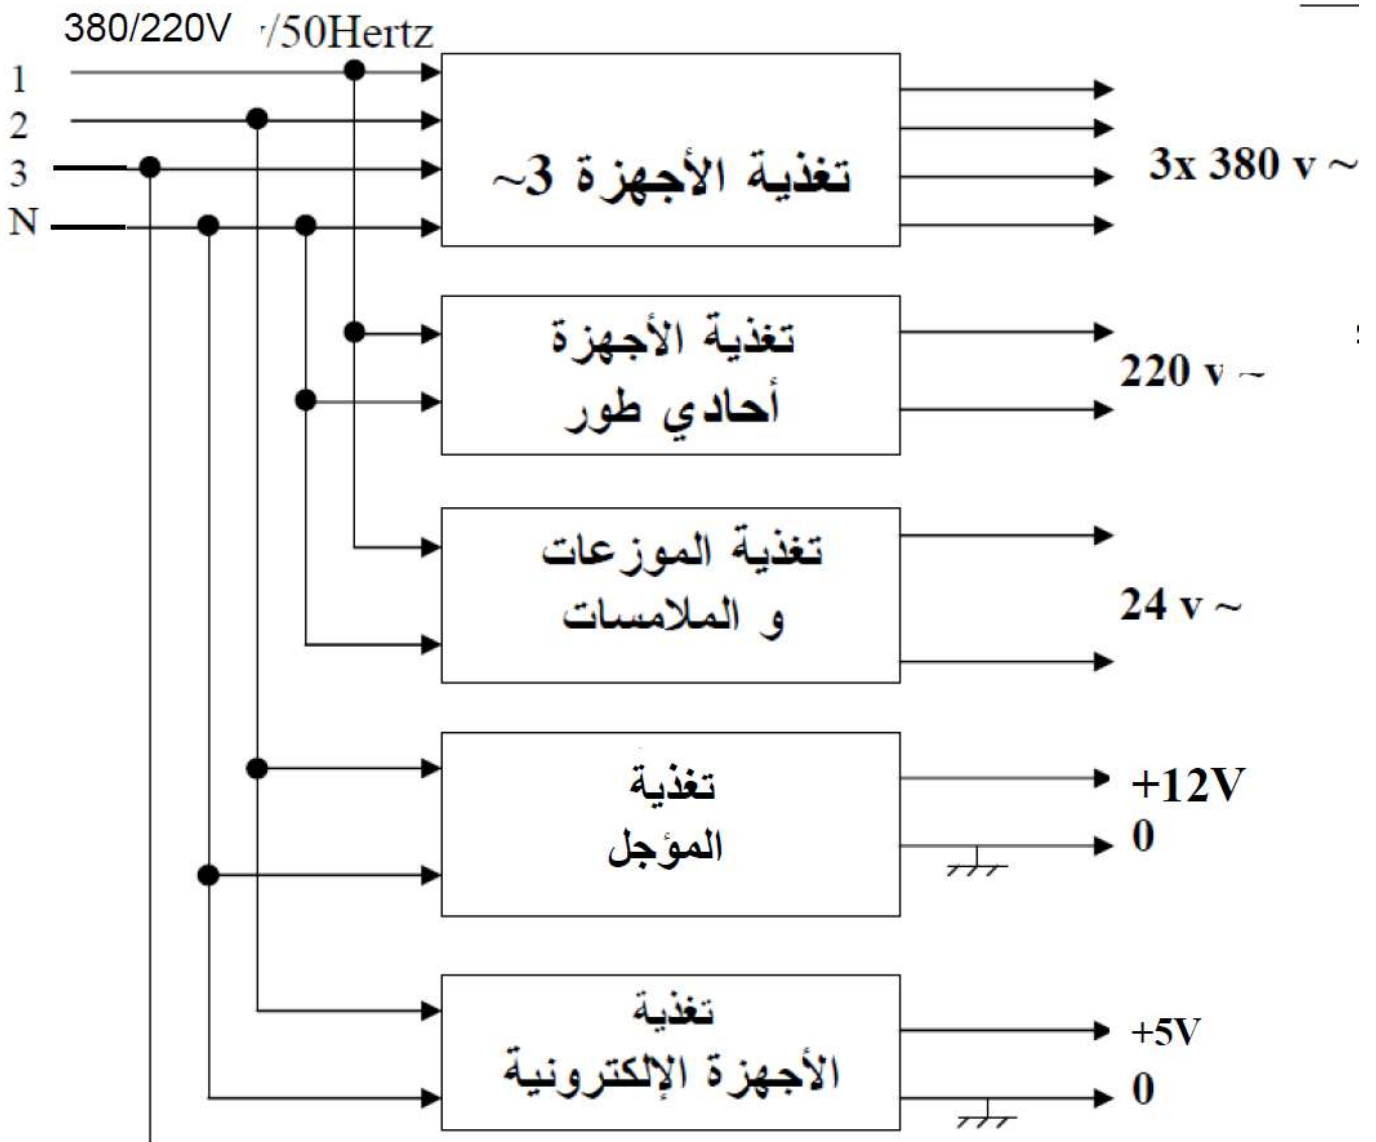 380/220V /50Hertz
1
2
3
N
تغذية الأجهزة 3~
3x 380 v ~
تغذية الأجهزة
أحادي طور
220 v ~
تغذية الموزعات
و الملامسات
24 v ~
تغذية
المؤجل
+12V
0
تغذية
الأجهزة الإلكترونية
+5V
0